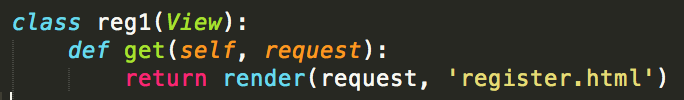 class reg1(View):
    def get(self, request):
        return render(request, 'register.html')